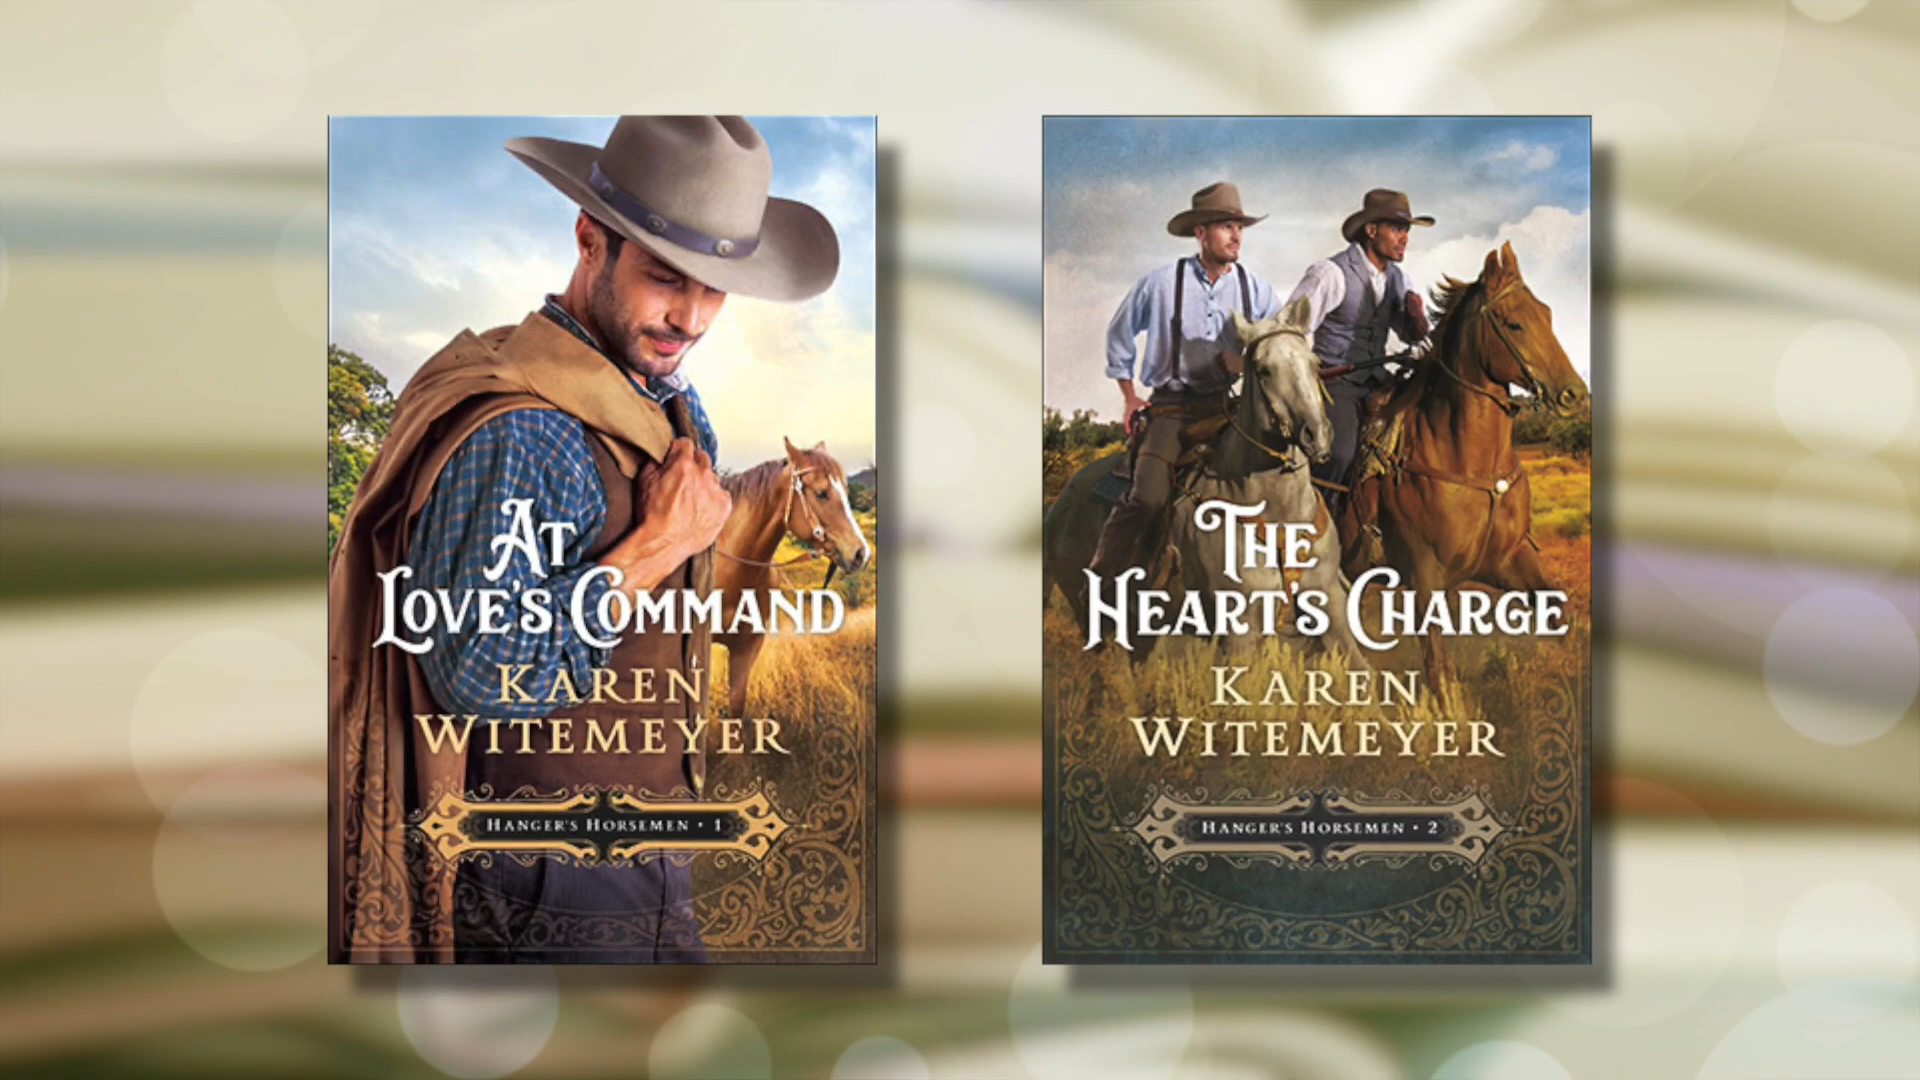 AT
LOVE'S COMMAND
KAREN
WITEMEYER
HANGER'S HORSEMEN • 1
THE
HEART'S CHARGE
KAREN
WITEMEYER
HANGER'S HORSEMEN • 2